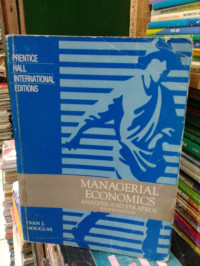 PRENTICE
HALL
INTERNATIONAL
EDITIONS
MANAGERIAL
ECONOMICS
ANALYSIS AND STRATEGY
EVAN J.
DOUGLAS